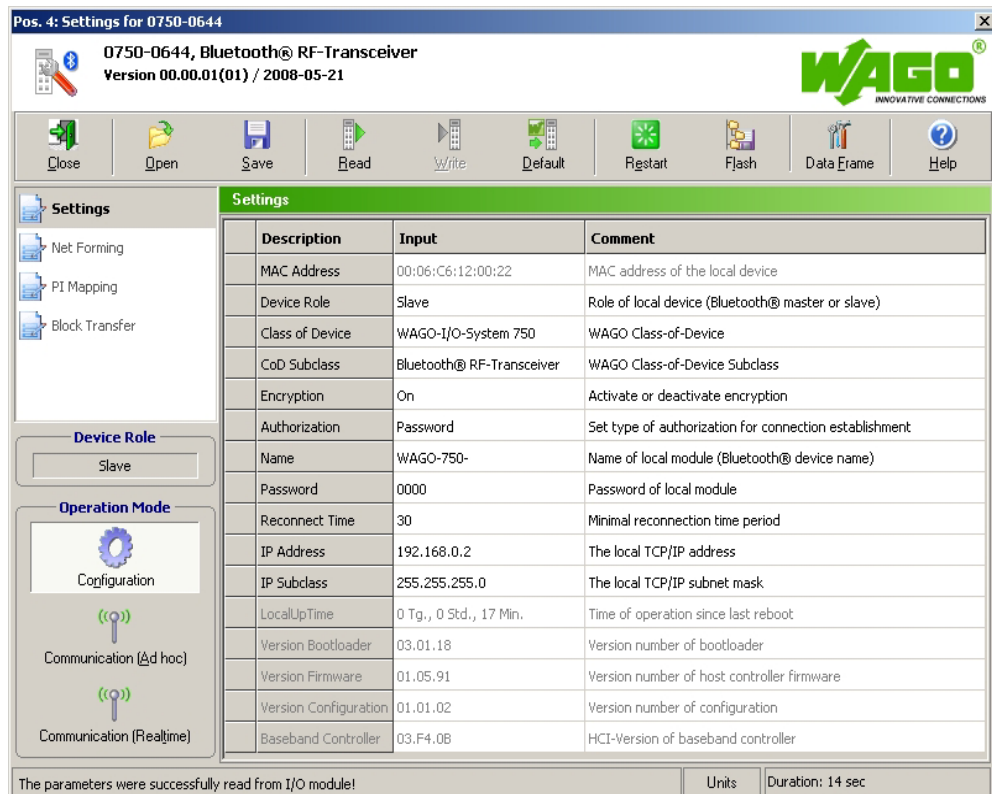 Pos. 4: Settings for 0750-0644
0750-0644, Bluetooth® RF-Transceiver
Version 00.00.01(01) / 2008-05-21
WAGO®
INNOVATIVE CONNECTIONS
Close Open Save Read Write Default Restart Flash Data Frame Help
Settings
Net Forming
PI Mapping
Block Transfer
Device Role
Slave
Operation Mode
Configuration
Communication (Ad hoc)
Communication (Realtime)
Settings
Description Input Comment
MAC Address 00:06:C6:12:00:22 MAC address of the local device
Device Role Slave Role of local device (Bluetooth® master or slave)
Class of Device WAGO-I/O-System 750 WAGO Class-of-Device
CoD Subclass Bluetooth® RF-Transceiver WAGO Class-of-Device Subclass
Encryption On Activate or deactivate encryption
Authorization Password Set type of authorization for connection establishment
Name WAGO-750- Name of local module (Bluetooth® device name)
Password 0000 Password of local module
Reconnect Time 30 Minimal reconnection time period
IP Address 192.168.0.2 The local TCP/IP address
IP Subclass 255.255.255.0 The local TCP/IP subnet mask
LocalUpTime 0 Tg., 0 Std., 17 Min. Time of operation since last reboot
Version Bootloader 03.01.18 Version number of bootloader
Version Firmware 01.05.91 Version number of host controller firmware
Version Configuration 01.01.02 Version number of configuration
Baseband Controller 03.F4.0B HCI-Version of baseband controller
The parameters were successfully read from I/O module! Units Duration: 14 sec